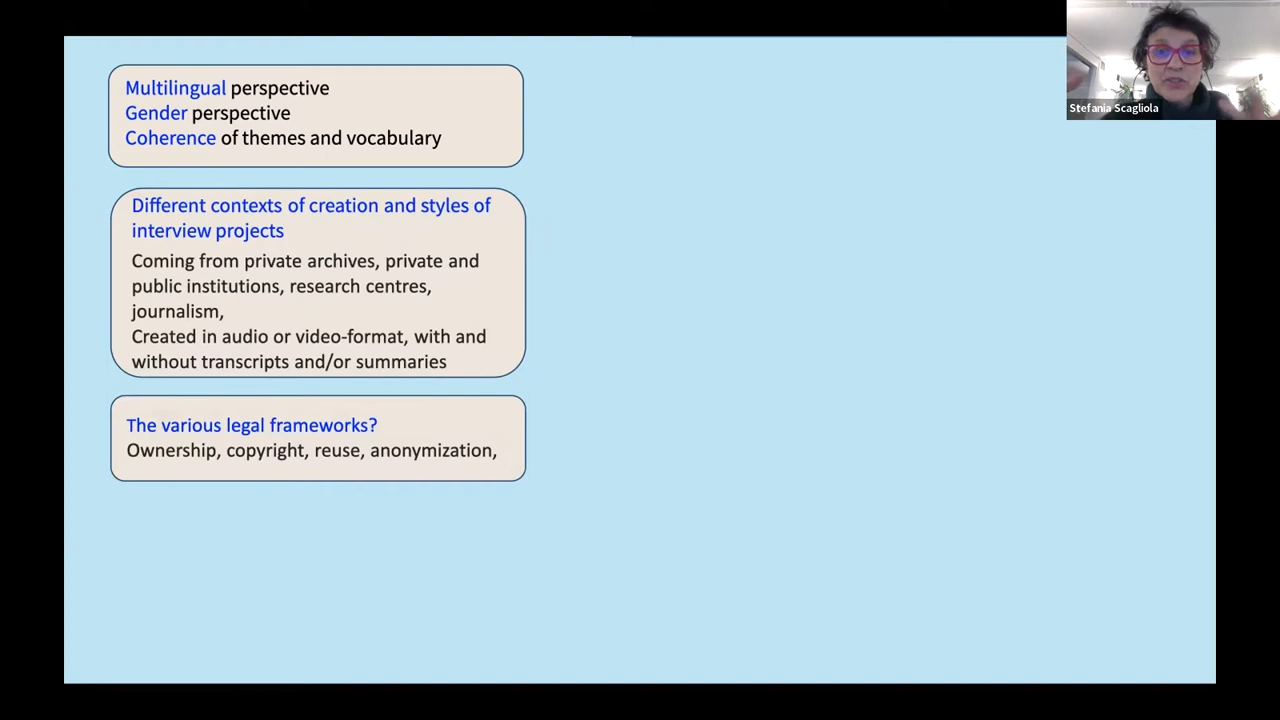 Multilingual perspective
Gender perspective
Coherence of themes and vocabulary
Different contexts of creation and styles of
interview projects
Coming from private archives, private and
public institutions, research centres,
journalism,
Created in audio or video-format, with and
without transcripts and/or summaries
The various legal frameworks?
Ownership, copyright, reuse, anonymization,
Stefania Scagliola